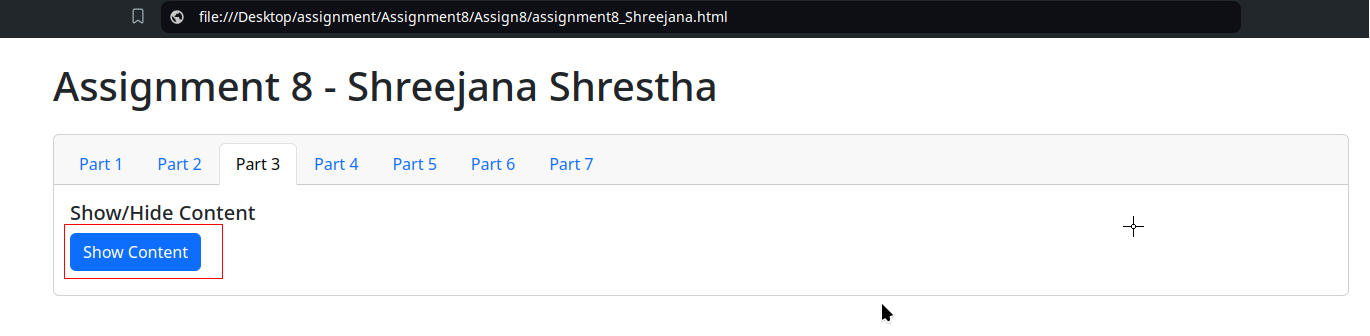 file:///Desktop/assignment/Assignment8/Assign8/assignment8_Shreejana.html
Assignment 8 - Shreejana Shrestha
Part 1 Part 2 Part 3 Part 4 Part 5 Part 6 Part 7
Show/Hide Content
Show Content